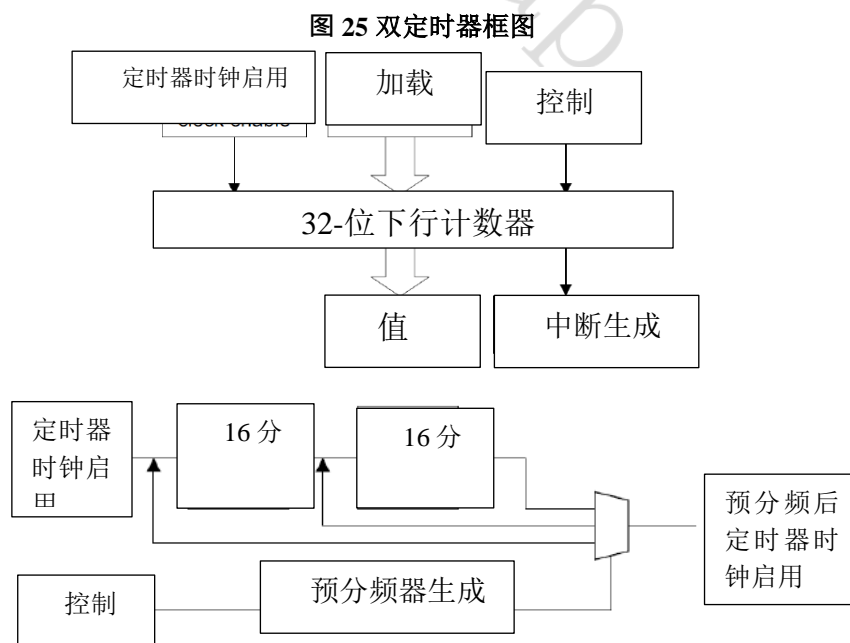 图 25 双定时器框图
定时器时钟启用
加载
控制
32-位下行计数器
值
中断生成
定时器
时钟启
16 分
16 分
预分频后
定时器时
钟启用
控制
预分频器生成